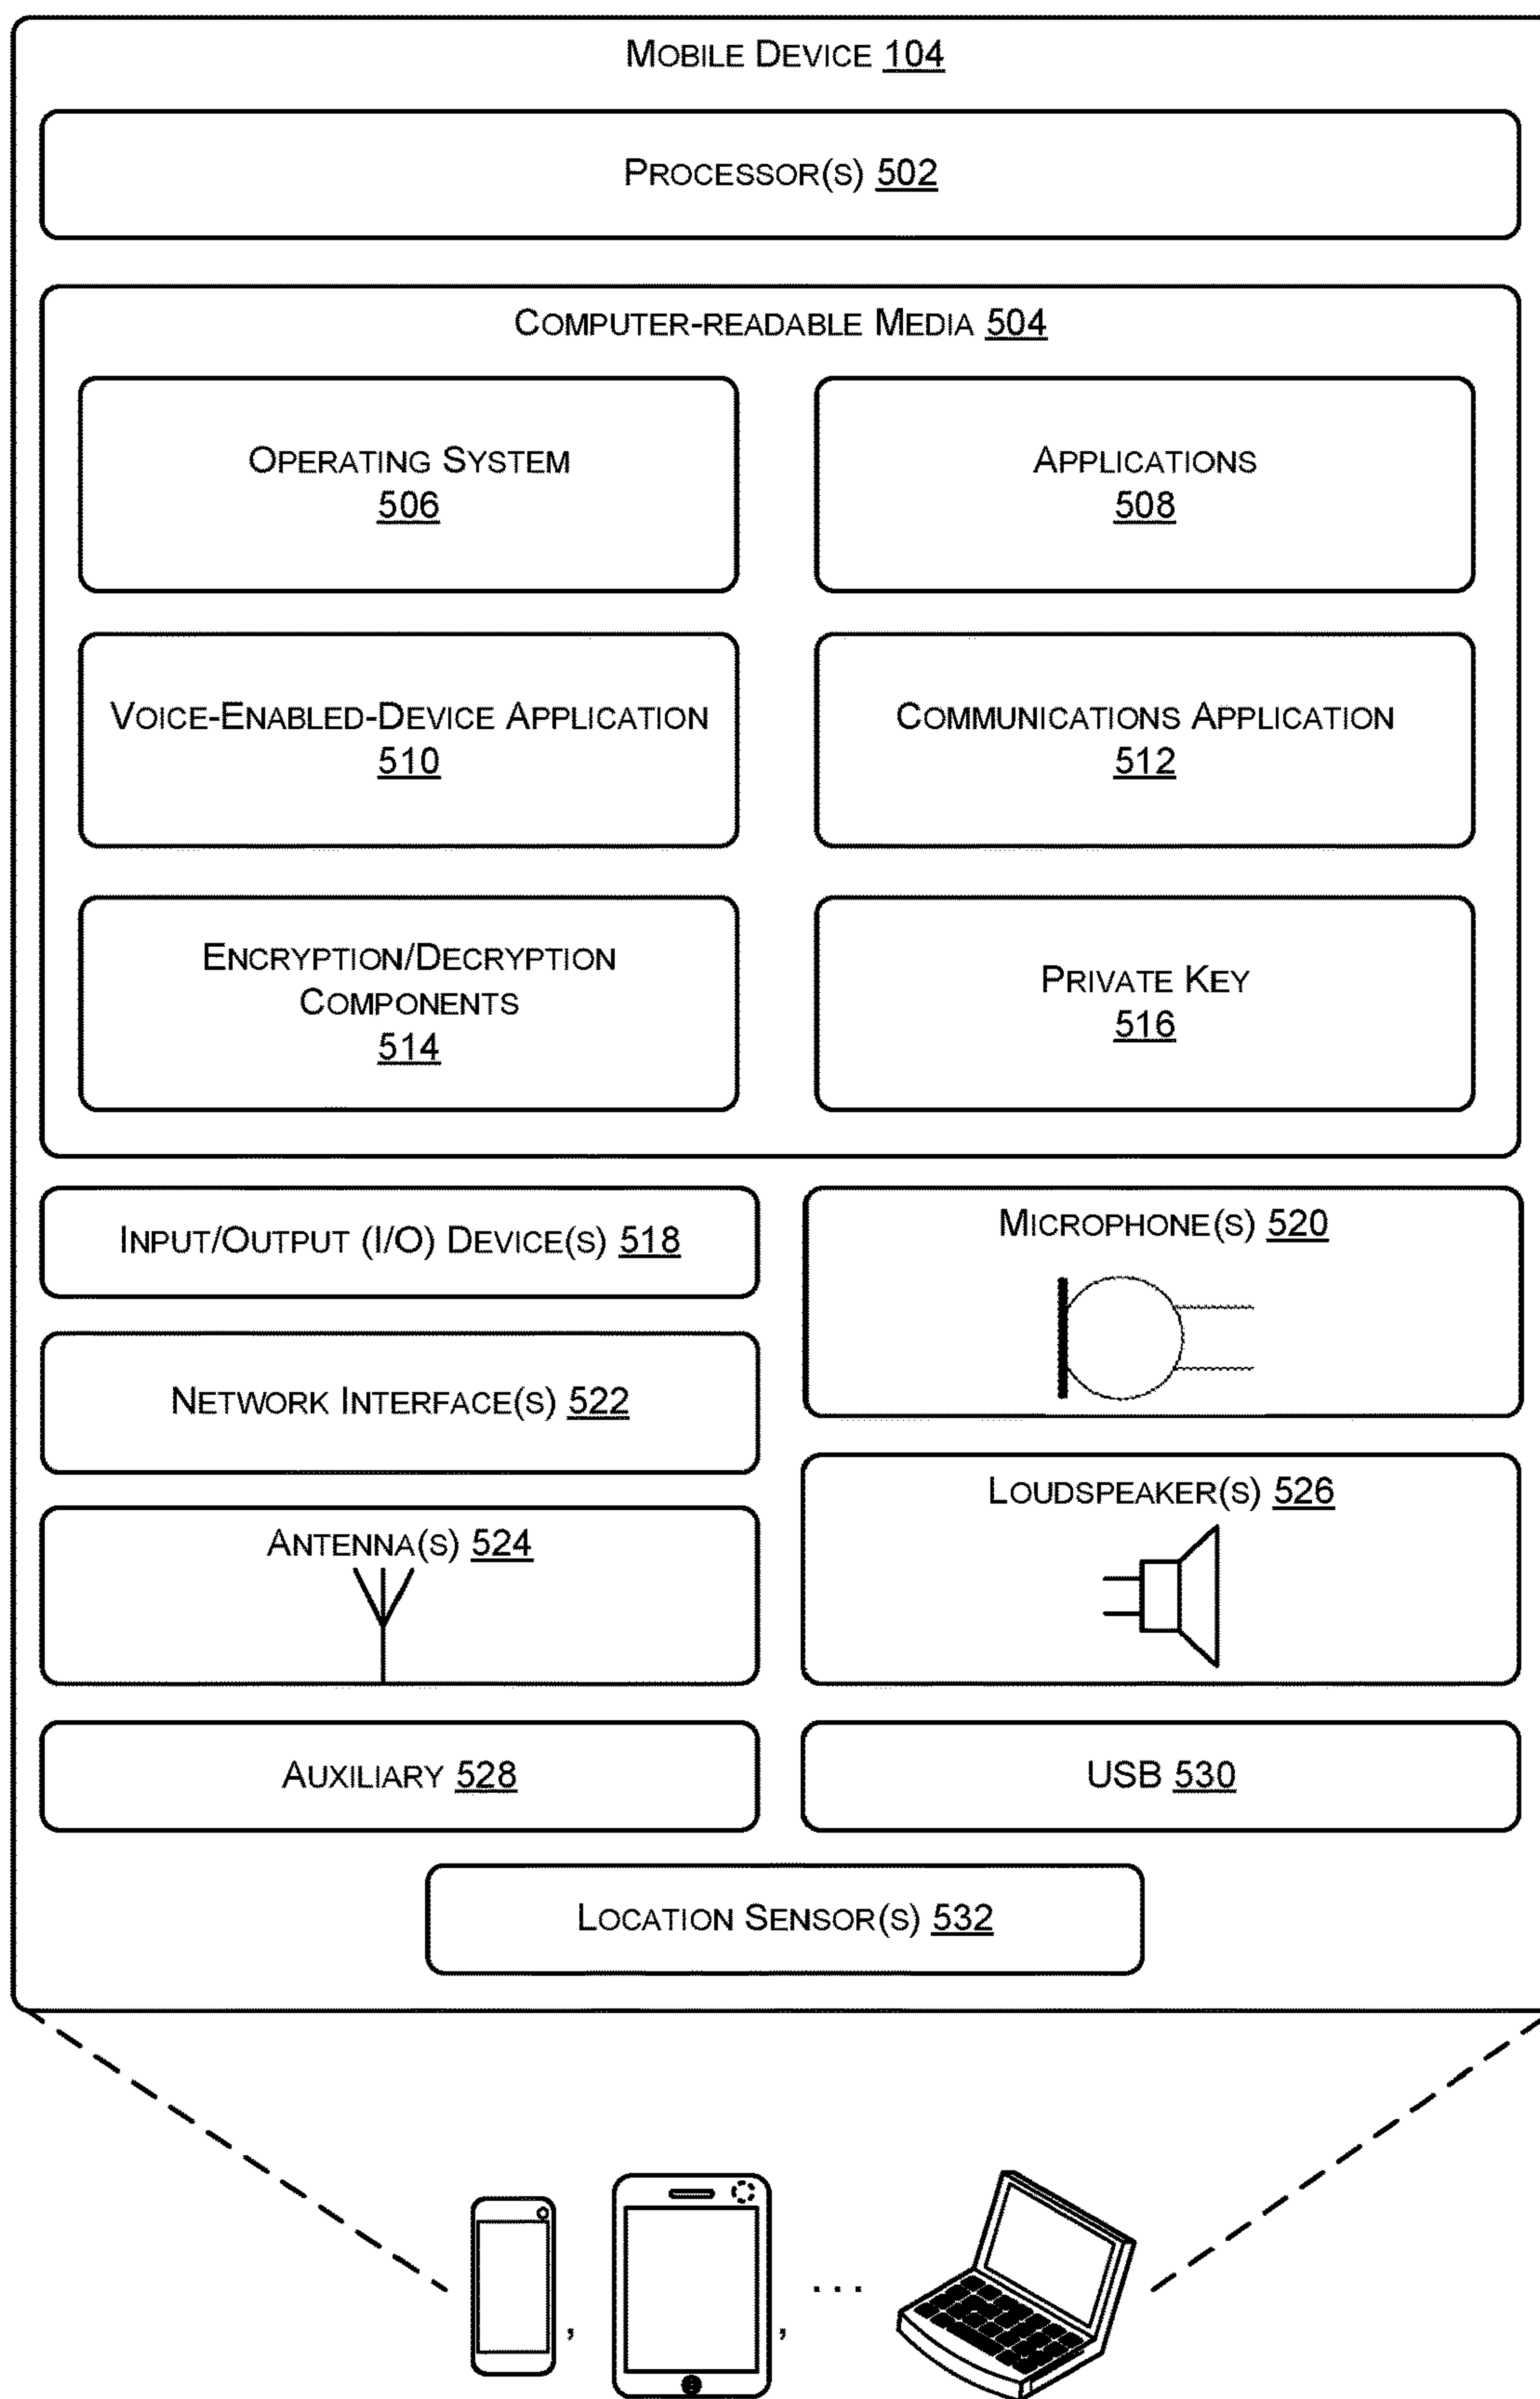 MOBILE DEVICE 104
PROCESSOR(S) 502
COMPUTER-READABLE MEDIA 504
OPERATING SYSTEM
506
APPLICATIONS
508
VOICE-ENABLED-DEVICE APPLICATION
510
COMMUNICATIONS APPLICATION
512
ENCRYPTION/DECRYPTION
COMPONENTS
514
PRIVATE KEY
516
INPUT/OUTPUT (I/O) DEVICE(S) 518
MICROPHONE(S) 520
NETWORK INTERFACE(S) 522
LOUDSPEAKER(S) 526
ANTENNA(S) 524
AUXILIARY 528
USB 530
LOCATION SENSOR(S) 532
, , ...